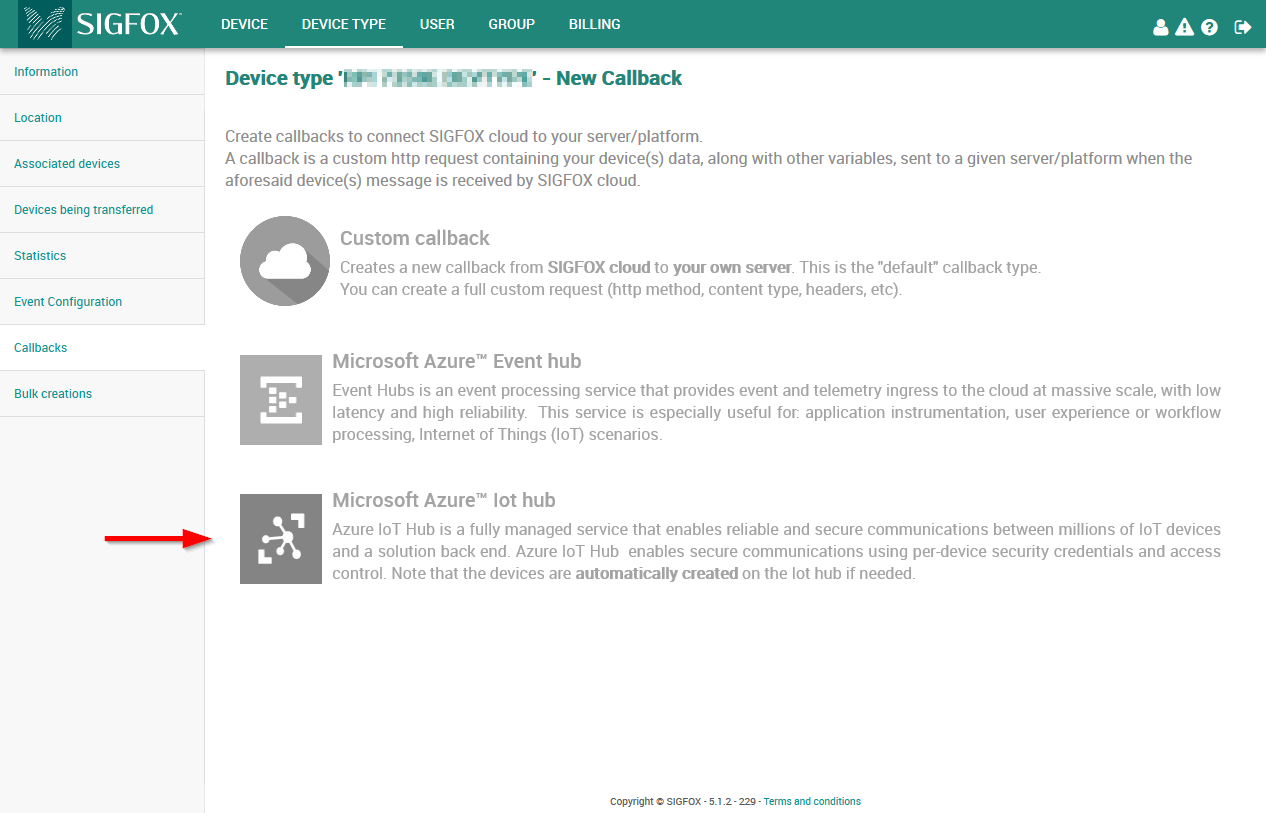 SIGFOX
DEVICE
DEVICE TYPE
USER
GROUP
BILLING
Information
Location
Associated devices
Devices being transferred
Statistics
Event Configuration
Callbacks
Bulk creations
Device type ' ' - New Callback
Create callbacks to connect SIGFOX cloud to your server/platform.
A callback is a custom http request containing your device(s) data, along with other variables, sent to a given server/platform when the
aforesaid device(s) message is received by SIGFOX cloud.
Custom callback
Creates a new callback from SIGFOX cloud to your own server. This is the "default" callback type.
You can create a full custom request (http method, content type, headers, etc).
Microsoft Azure™ Event hub
Event Hubs is an event processing service that provides event and telemetry ingress to the cloud at massive scale, with low
latency and high reliability. This service is especially useful for: application instrumentation, user experience or workflow
processing, Internet of Things (IoT) scenarios.
Microsoft Azure™ Iot hub
Azure IoT Hub is a fully managed service that enables reliable and secure communications between millions of IoT devices
and a solution back end. Azure IoT Hub enables secure communications using per-device security credentials and access
control. Note that the devices are automatically created on the Iot hub if needed.
Copyright © SIGFOX - 5.1.2 - 229 - Terms and conditions